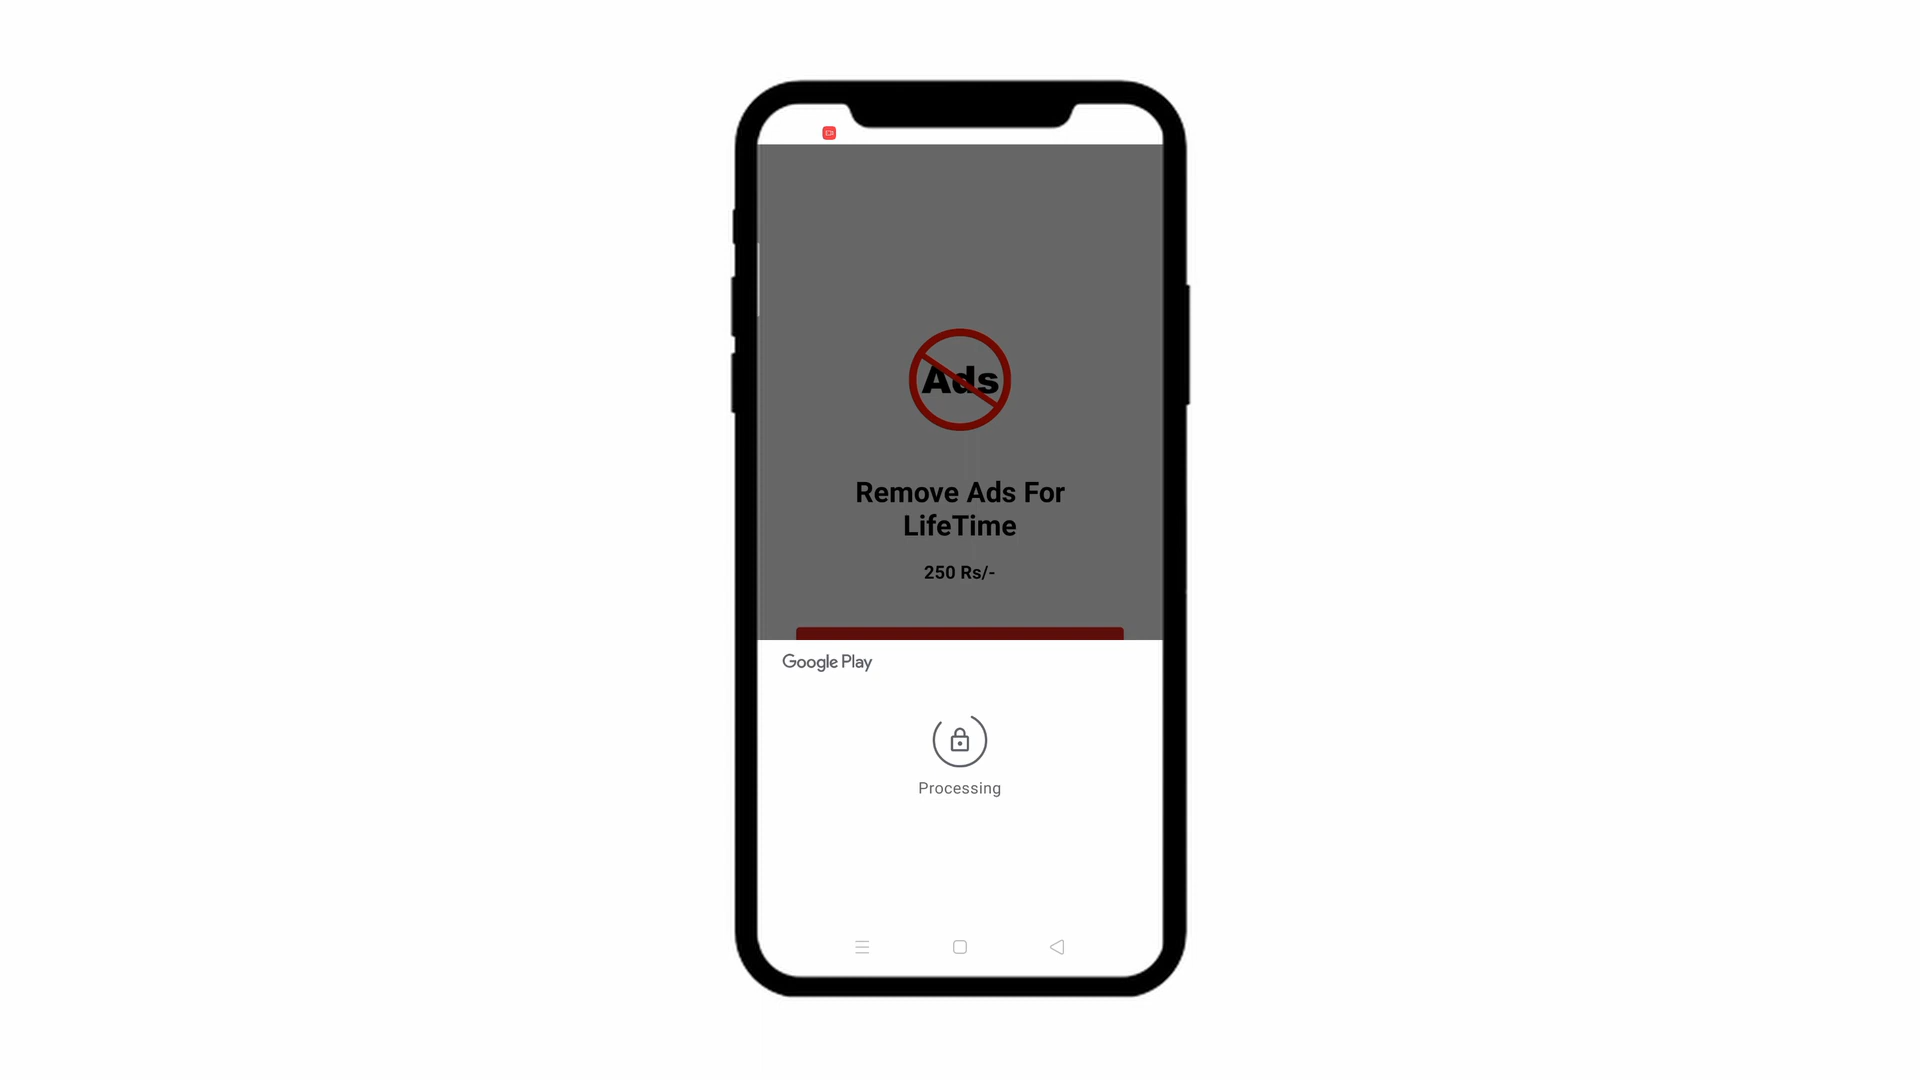 Ads
Remove Ads For
LifeTime
250 Rs/-
Google Play
Processing